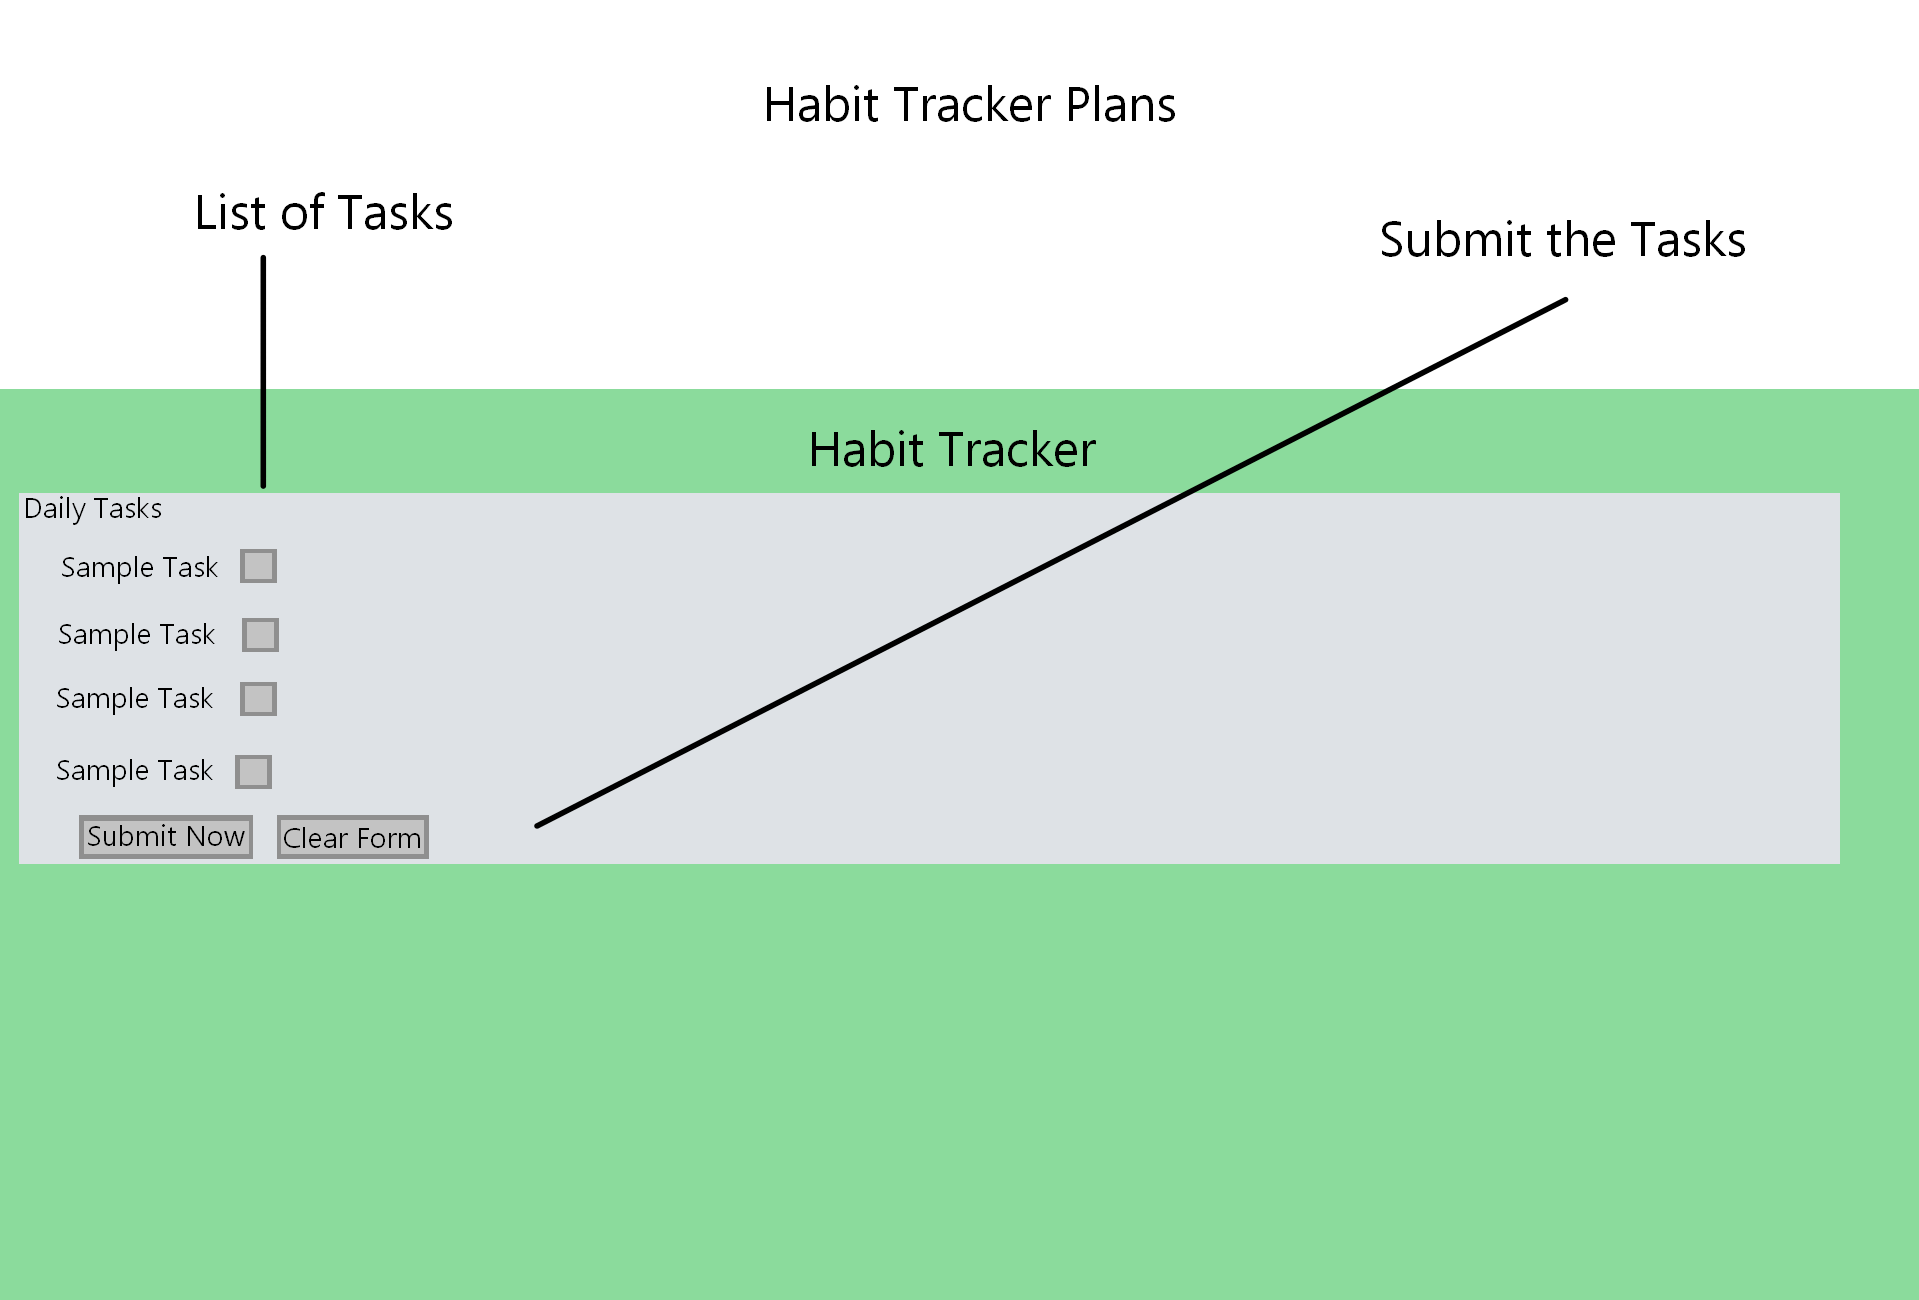 Habit Tracker Plans
List of Tasks
Submit the Tasks
Habit Tracker
Daily Tasks
Sample Task
Sample Task
Sample Task
Sample Task
Submit Now
Clear Form